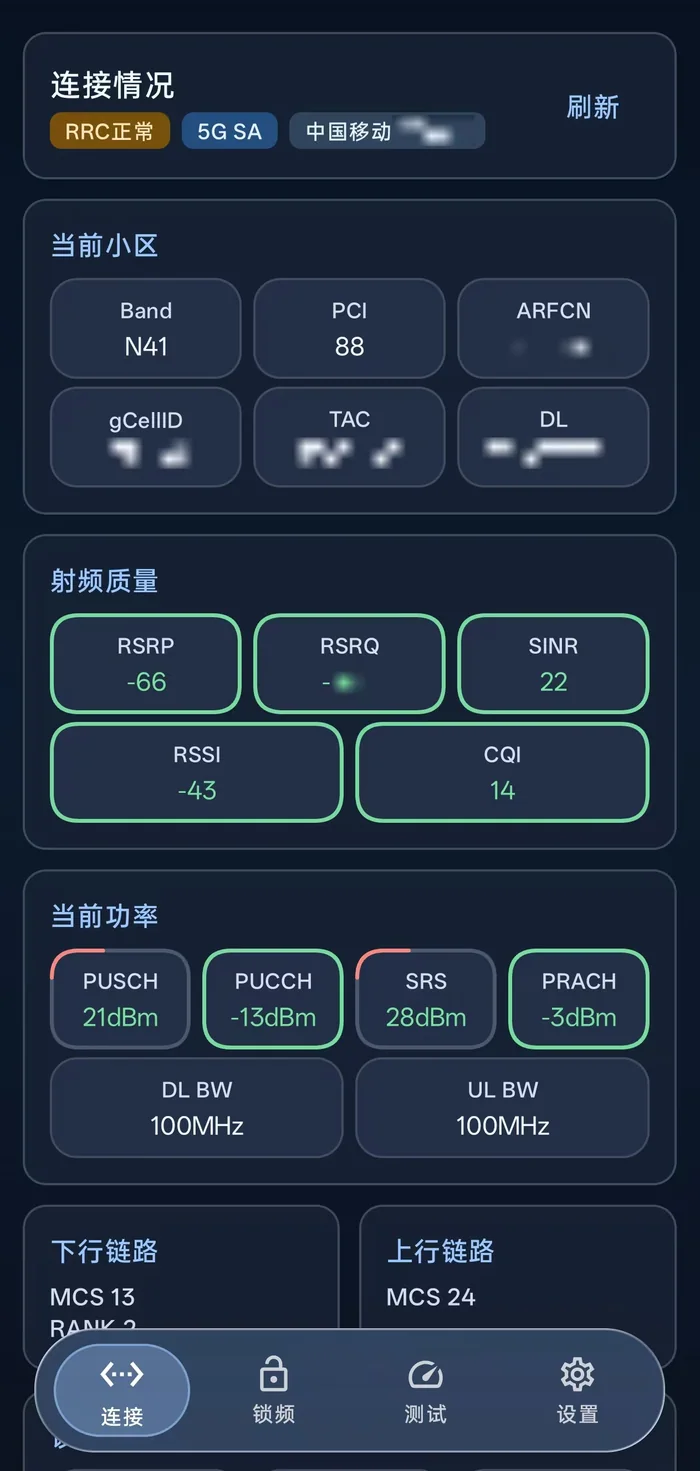 连接情况
刷新
RRC正常 5G SA 中国移动
当前小区
Band PCI ARFCN
N41 88
gCellID TAC DL
射频质量
RSRP RSRQ SINR
-66 - 22
RSSI CQI
-43 14
当前功率
PUSCH PUCCH SRS PRACH
21dBm -13dBm 28dBm -3dBm
DL BW UL BW
100MHz 100MHz
下行链路 上行链路
MCS 13 MCS 24
RANK 2
连接 锁频 测试 设置